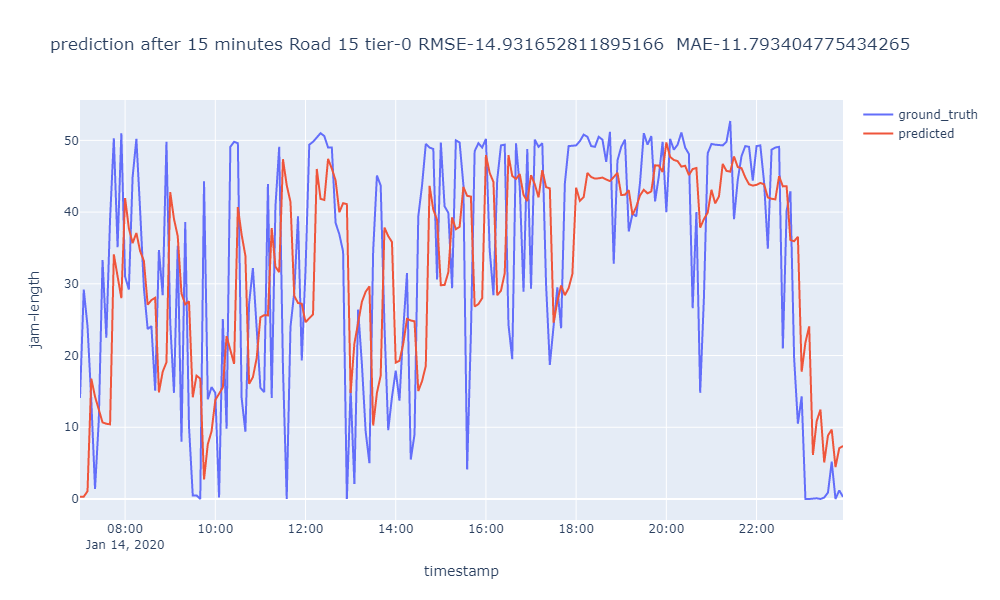 prediction after 15 minutes Road 15 tier-0 RMSE-14.931652811895166  MAE-11.793404775434265
ground_truth
predicted
50
40
30
20
10
0
jam-length
08:00 10:00 12:00 14:00 16:00 18:00 20:00 22:00
Jan 14, 2020
timestamp